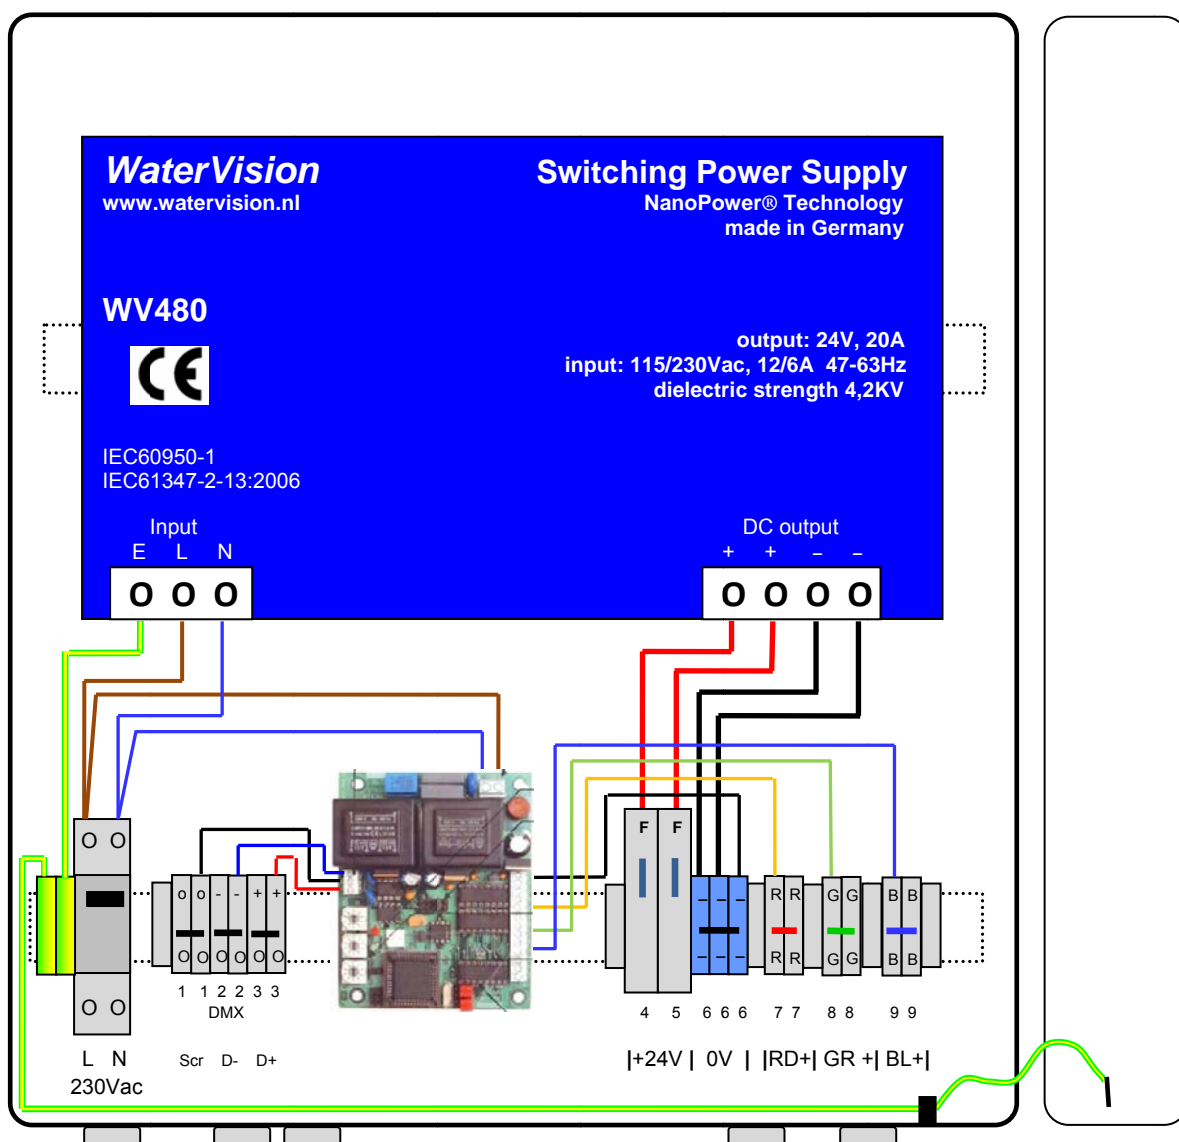 WaterVision
www.watervision.nl
Switching Power Supply
NanoPower® Technology
made in Germany
WV480
CE
output: 24V, 20A
input: 115/230Vac, 12/6A 47-63Hz
dielectric strength 4,2KV
IEC60950-1
IEC61347-2-13:2006
Input
E L N
O O O
DC output
+ + – –
O O O O
O O
F F
o o - - + +
– – –
R R G G B B
O O O O O O
– – –
R R G G B B
O O
1 1 2 2 3 3
DMX
4 5 6 6 6 7 7 8 8 9 9
L N
230Vac
Scr D- D+
|+24V | 0V | |RD+| GR +| BL+|